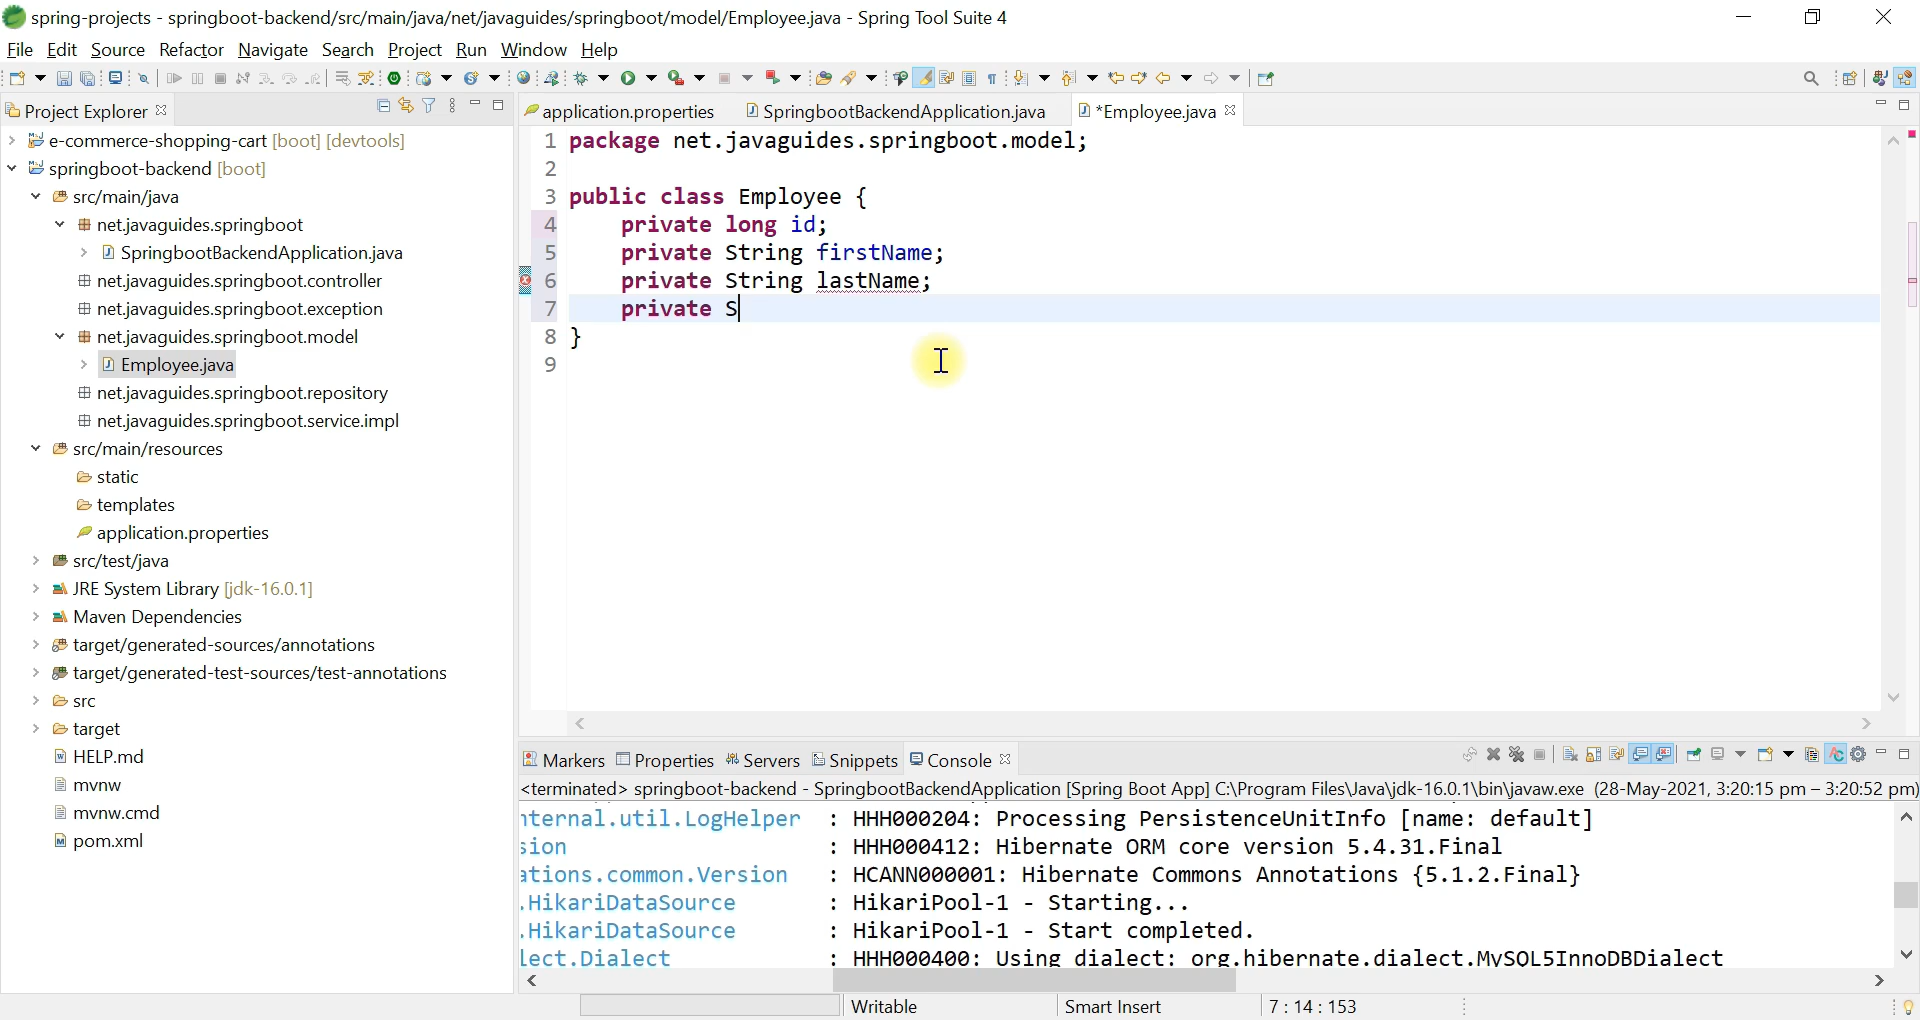 spring-projects - springboot-backend/src/main/java/net/javaguides/springboot/model/Employee.java - Spring Tool Suite 4
File Edit Source Refactor Navigate Search Project Run Window Help
Project Explorer
e-commerce-shopping-cart [boot] [devtools]
springboot-backend [boot]
src/main/java
net.javaguides.springboot
SpringbootBackendApplication.java
net.javaguides.springboot.controller
net.javaguides.springboot.exception
net.javaguides.springboot.model
Employee.java
net.javaguides.springboot.repository
net.javaguides.springboot.service.impl
src/main/resources
static
templates
application.properties
src/test/java
JRE System Library [jdk-16.0.1]
Maven Dependencies
target/generated-sources/annotations
target/generated-test-sources/test-annotations
src
target
HELP.md
mvnw
mvnw.cmd
pom.xml
application.properties SpringbootBackendApplication.java *Employee.java
1 package net.javaguides.springboot.model;
2
3 public class Employee {
4 private long id;
5 private String firstName;
6 private String lastName;
7 private S
8 }
9
Markers Properties Servers Snippets Console
<terminated> springboot-backend - SpringbootBackendApplication [Spring Boot App] C:\Program Files\Java\jdk-16.0.1\bin\javaw.exe (28-May-2021, 3:20:15 pm – 3:20:52 pm)
nternal.util.LogHelper : HHH000204: Processing PersistenceUnitInfo [name: default]
sion : HHH000412: Hibernate ORM core version 5.4.31.Final
ations.common.Version : HCANN000001: Hibernate Commons Annotations {5.1.2.Final}
.HikariDataSource : HikariPool-1 - Starting...
.HikariDataSource : HikariPool-1 - Start completed.
lect.Dialect : HHH000400: Using dialect: org.hibernate.dialect.MySQL5InnoDBDialect
Writable Smart Insert 7 : 14 : 153